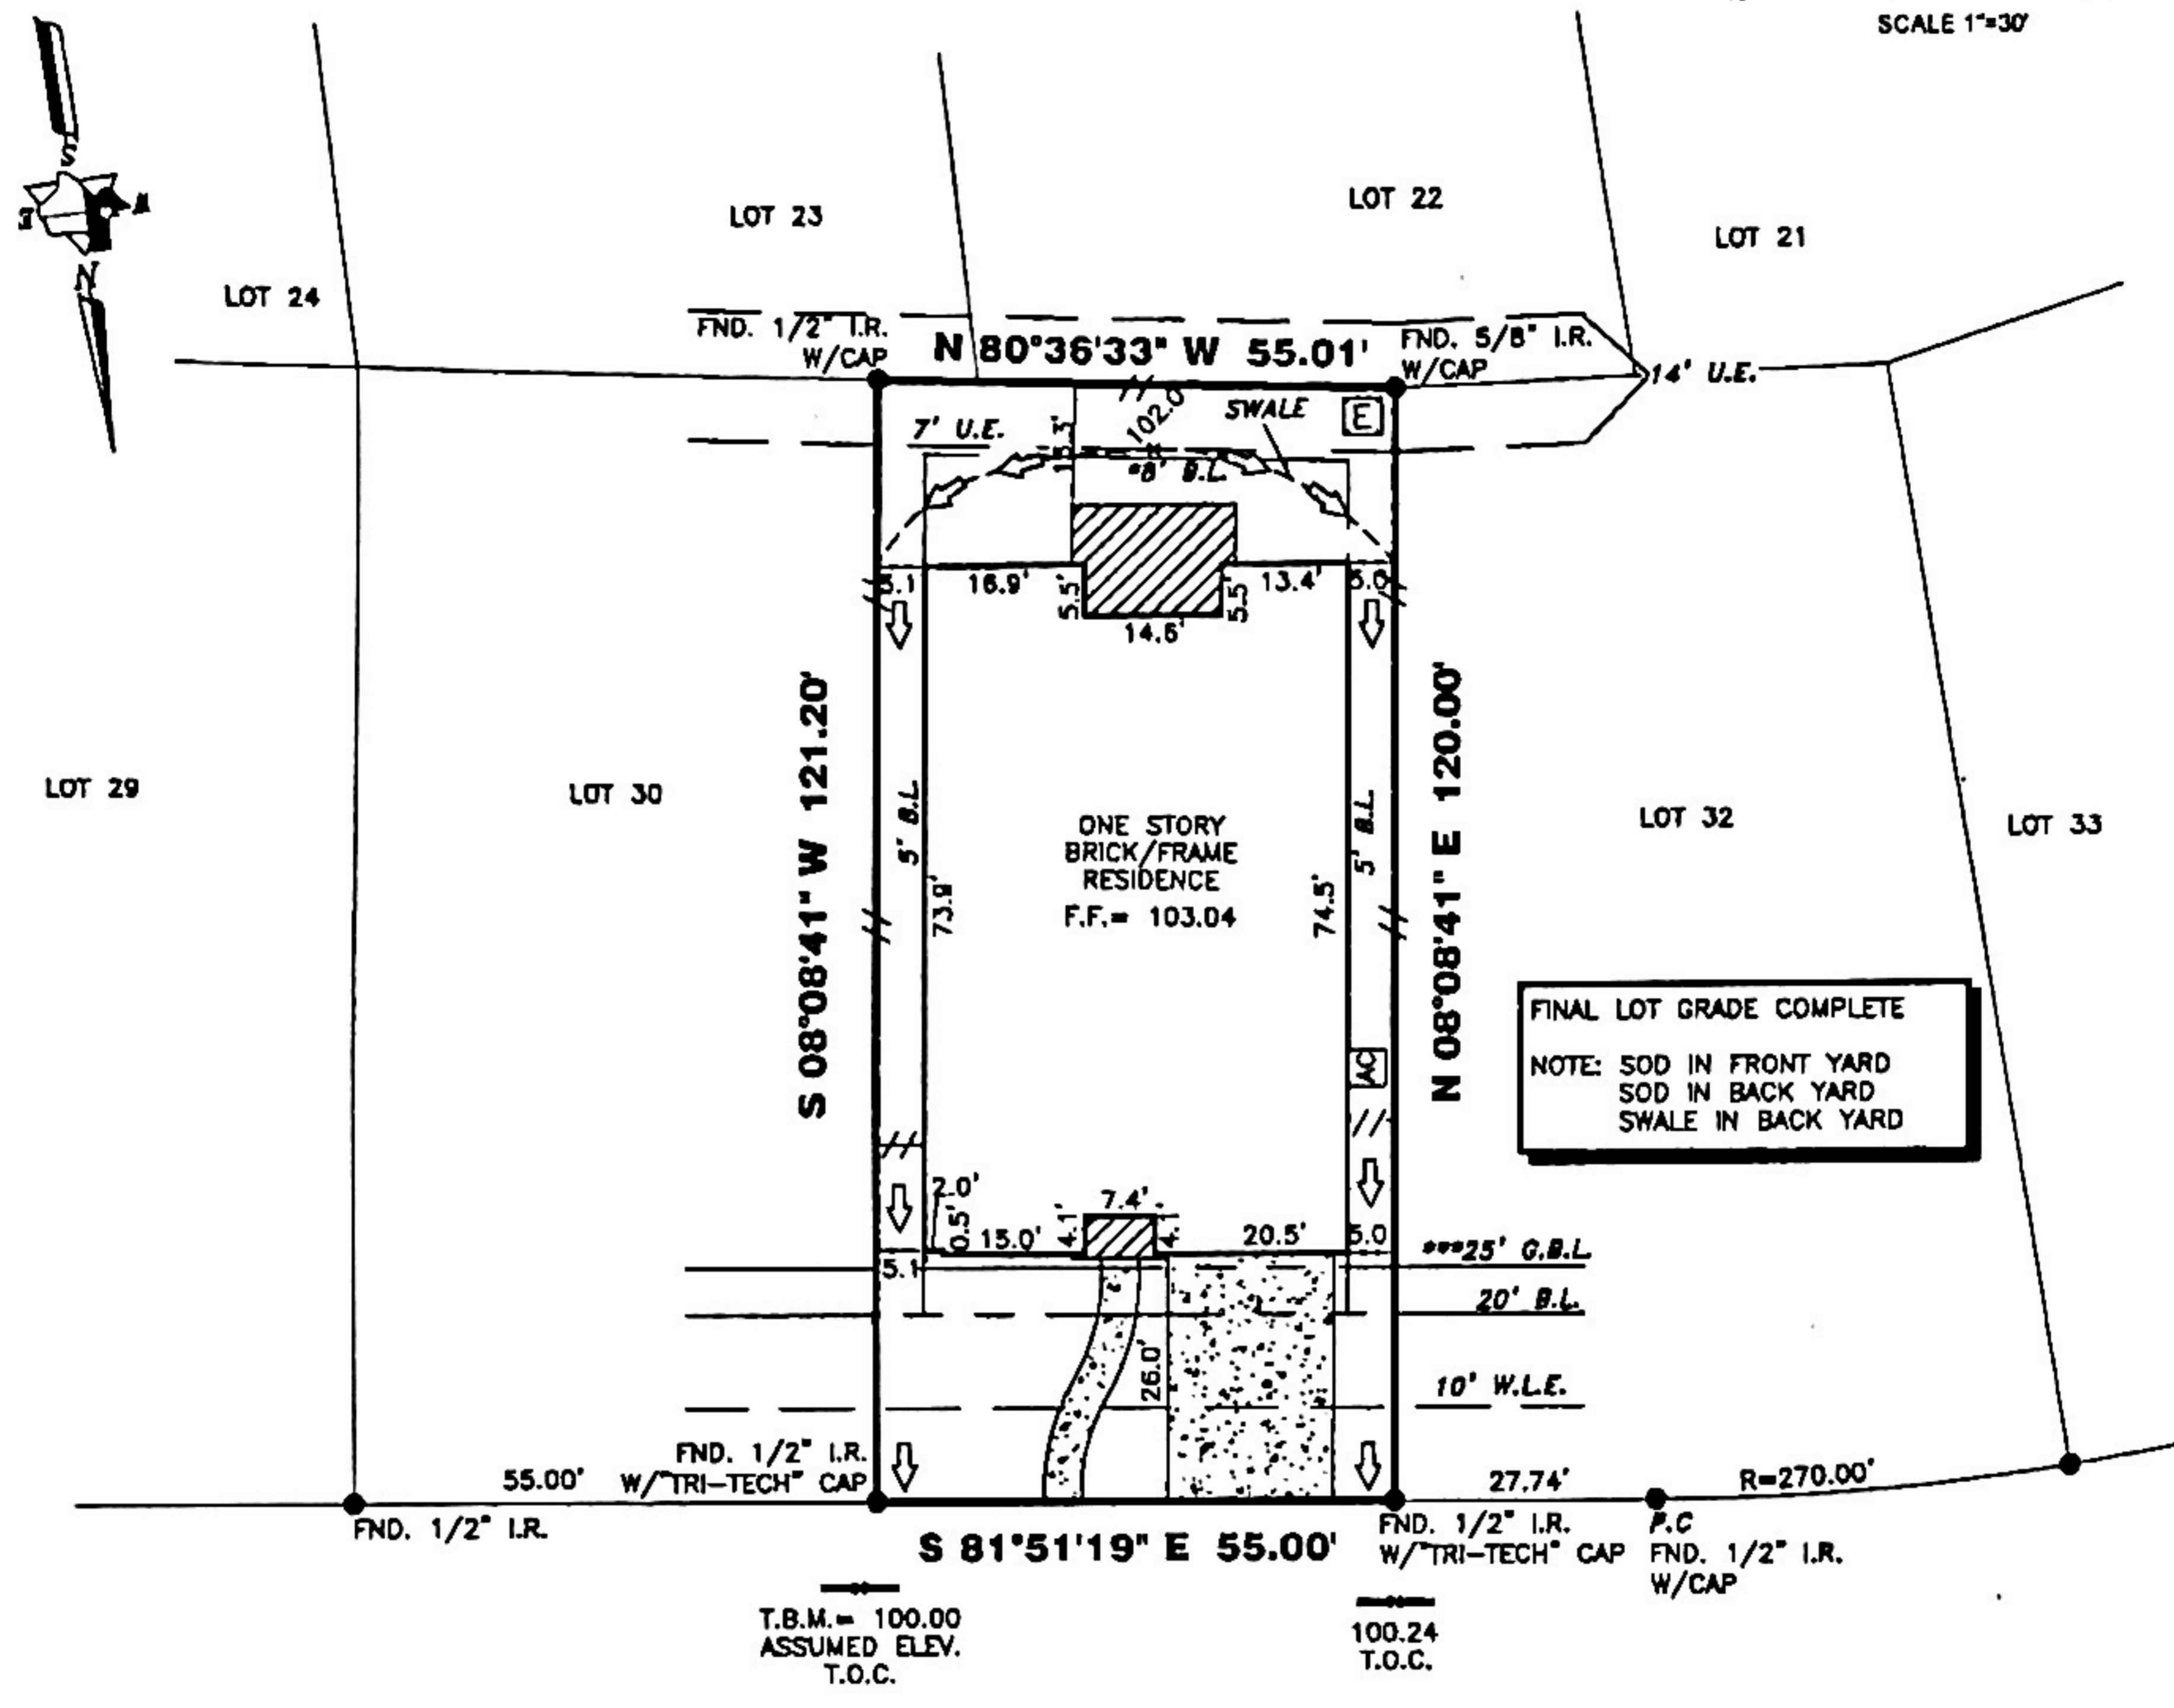 SCALE 1"=30'
S
N
LOT 24
LOT 23
LOT 22
LOT 21
FND. 1/2" I.R.
W/CAP
N 80°36'33" W 55.01'
FND. 5/8" I.R.
W/CAP
14' U.E.
7' U.E.
102.0
SWALE
E
*8' B.L.
5.1
16.9'
5.5'
14.6'
5.5'
13.4'
5.0
S 08°08'41" W 121.20'
N 08°08'41" E 120.00'
LOT 29
LOT 30
5' B.L.
73.9'
ONE STORY
BRICK/FRAME
RESIDENCE
F.F.= 103.04
74.5'
5' B.L.
LOT 32
LOT 33
AC
FINAL LOT GRADE COMPLETE
NOTE: SOD IN FRONT YARD
SOD IN BACK YARD
SWALE IN BACK YARD
2.0'
0.5'
15.0'
4.1'
7.4'
20.5'
5.0
5.1
***25' G.B.L.
20' B.L.
26.0'
10' W.L.E.
55.00'
FND. 1/2" I.R.
W/"TRI-TECH" CAP
27.74'
R=270.00'
FND. 1/2" I.R.
S 81°51'19" E 55.00'
FND. 1/2" I.R.
W/"TRI-TECH" CAP
P.C
FND. 1/2" I.R.
W/CAP
T.B.M.= 100.00
ASSUMED ELEV.
T.O.C.
100.24
T.O.C.